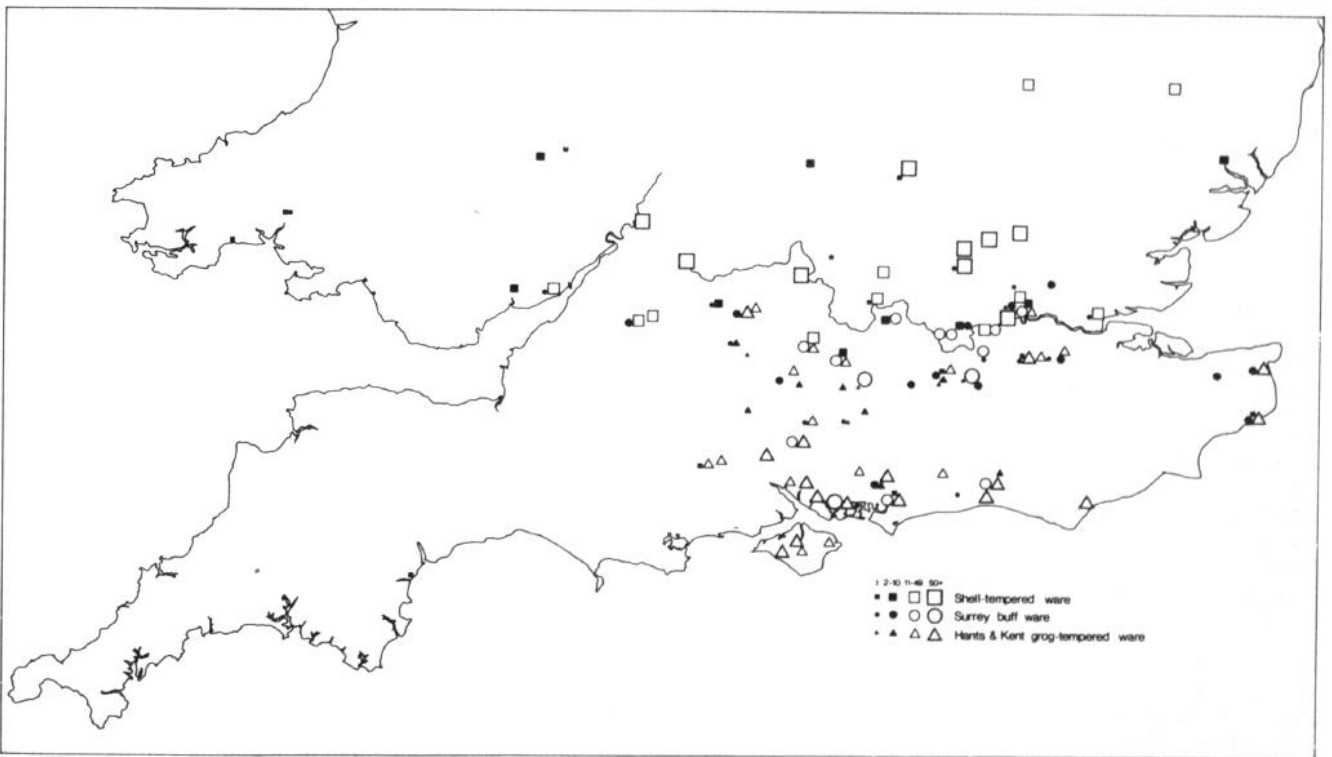 1 2-10 11-49 50+
Shell-tempered ware
Surrey buff ware
Hants & Kent grog-tempered ware